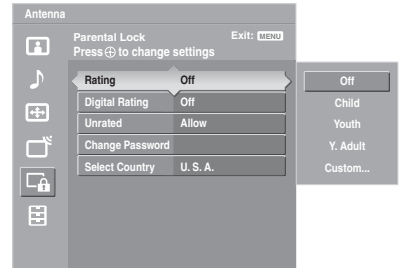 Antenna
Parental Lock
Exit: MENU
Press ⊕ to change settings
Rating Off
Digital Rating Off
Unrated Allow
Change Password
Select Country U. S. A.
Off
Child
Youth
Y. Adult
Custom...